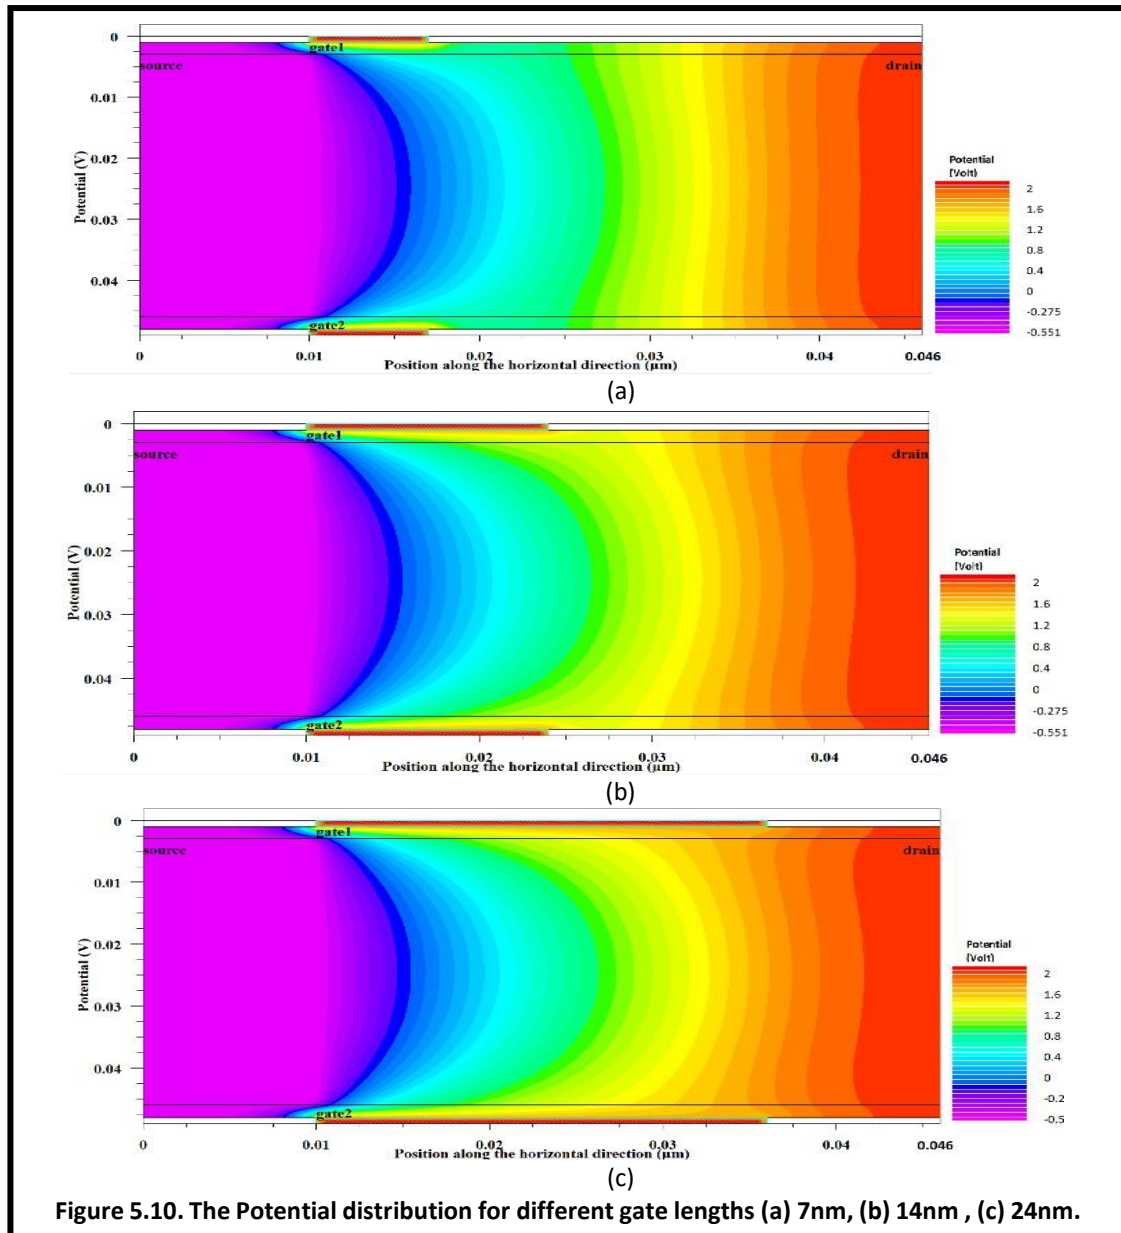 0
gate1
source
drain
0.01
0.02
0.03
0.04
Potential (V)
gate2
0 0.01 0.02 0.03 0.04 0.046
Position along the horizontal direction (µm)
Potential
(Volt)
2
1.6
1.2
0.8
0.4
0
-0.275
-0.551
(a)
0
gate1
source
drain
0.01
0.02
0.03
0.04
Potential (V)
gate2
0 0.01 0.02 0.03 0.04 0.046
Position along the horizontal direction (µm)
Potential
(Volt)
2
1.6
1.2
0.8
0.4
0
-0.275
-0.551
(b)
0
gate1
source
drain
0.01
0.02
0.03
0.04
Potential (V)
gate2
0 0.01 0.02 0.03 0.04 0.046
Position along the horizontal direction (µm)
Potential
(Volt)
2
1.6
1.2
0.8
0.4
0
-0.2
-0.5
(c)
Figure 5.10. The Potential distribution for different gate lengths (a) 7nm, (b) 14nm , (c) 24nm.